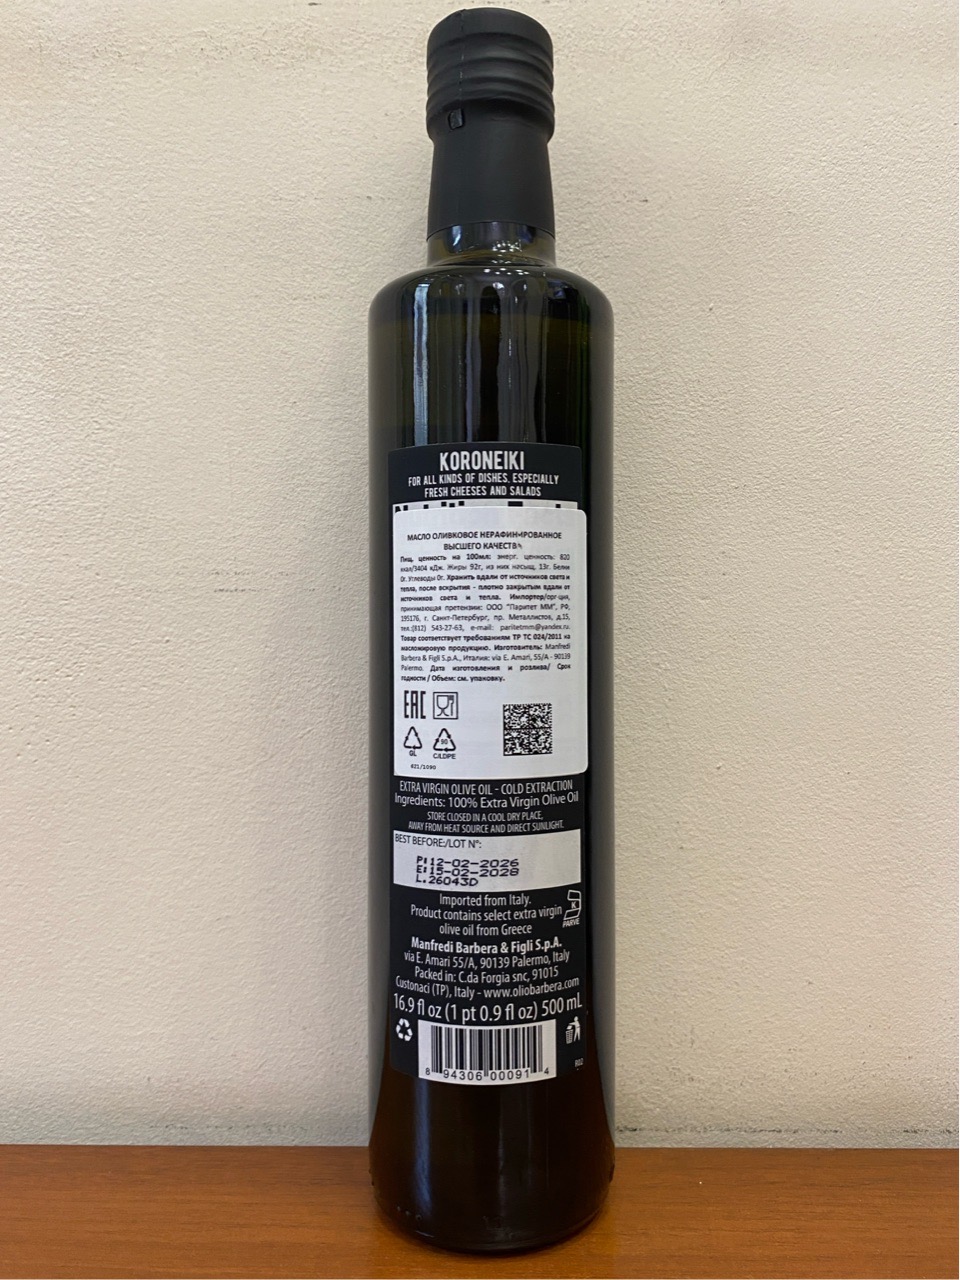 KORONEIKI
FOR ALL KINDS OF DISHES, ESPECIALLY
FRESH CHEESES AND SALADS
МАСЛО ОЛИВКОВОЕ НЕРАФИНИРОВАННОЕ
ВЫСШЕГО КАЧЕСТВА
Пищ. ценность на 100мл: энерг. ценность: 820
ккал/3404 кДж. Жиры 92г, из них насыщ. 13г. Белки
0г. Углеводы 0г. Хранить вдали от источников света и
тепла, после вскрытия - плотно закрытым вдали от
источников света и тепла. Импортер/орг-ция,
принимающая претензии: ООО "Паритет ММ", РФ,
195176, г. Санкт-Петербург, пр. Металлистов, д.15,
тел.:(812) 543-27-63, e-mail: paritetmm@yandex.ru.
Товар соответствует требованиям ТР ТС 024/2011 на
масложировую продукцию. Изготовитель: Manfredi
Barbera & Figli S.p.A., Италия: via E. Amari, 55/A - 90139
Palermo. Дата изготовления и розлива/ Срок
годности / Объем: см. упаковку.
EAC
GL
90
C/LDPE
621/1090
EXTRA VIRGIN OLIVE OIL - COLD EXTRACTION
Ingredients: 100% Extra Virgin Olive Oil
STORE CLOSED IN A COOL DRY PLACE,
AWAY FROM HEAT SOURCE AND DIRECT SUNLIGHT.
BEST BEFORE:/LOT N°:
P:12-02-2026
E:15-02-2028
L.26043D
Imported from Italy.
Product contains select extra virgin
olive oil from Greece
K
PARVE
Manfredi Barbera & Figli S.p.A.
via E. Amari 55/A, 90139 Palermo, Italy
Packed in: C.da Forgia snc, 91015
Custonaci (TP), Italy - www.oliobarbera.com
16.9 fl oz (1 pt 0.9 fl oz) 500 mL
R02
8 94306 00091 4